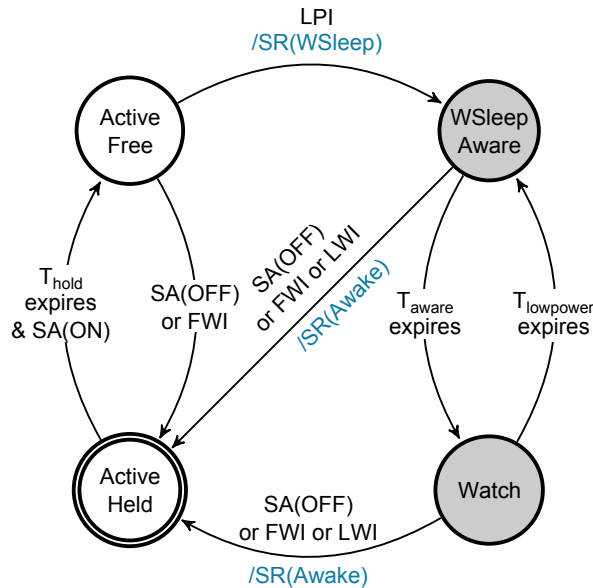 LPI
/SR(WSleep)
Active
Free
WSleep
Aware
SA(OFF)
or FWI or LWI
/SR(Awake)
T_hold
expires
& SA(ON)
SA(OFF)
or FWI
T_aware
expires
T_lowpower
expires
Active
Held
SA(OFF)
or FWI or LWI
/SR(Awake)
Watch